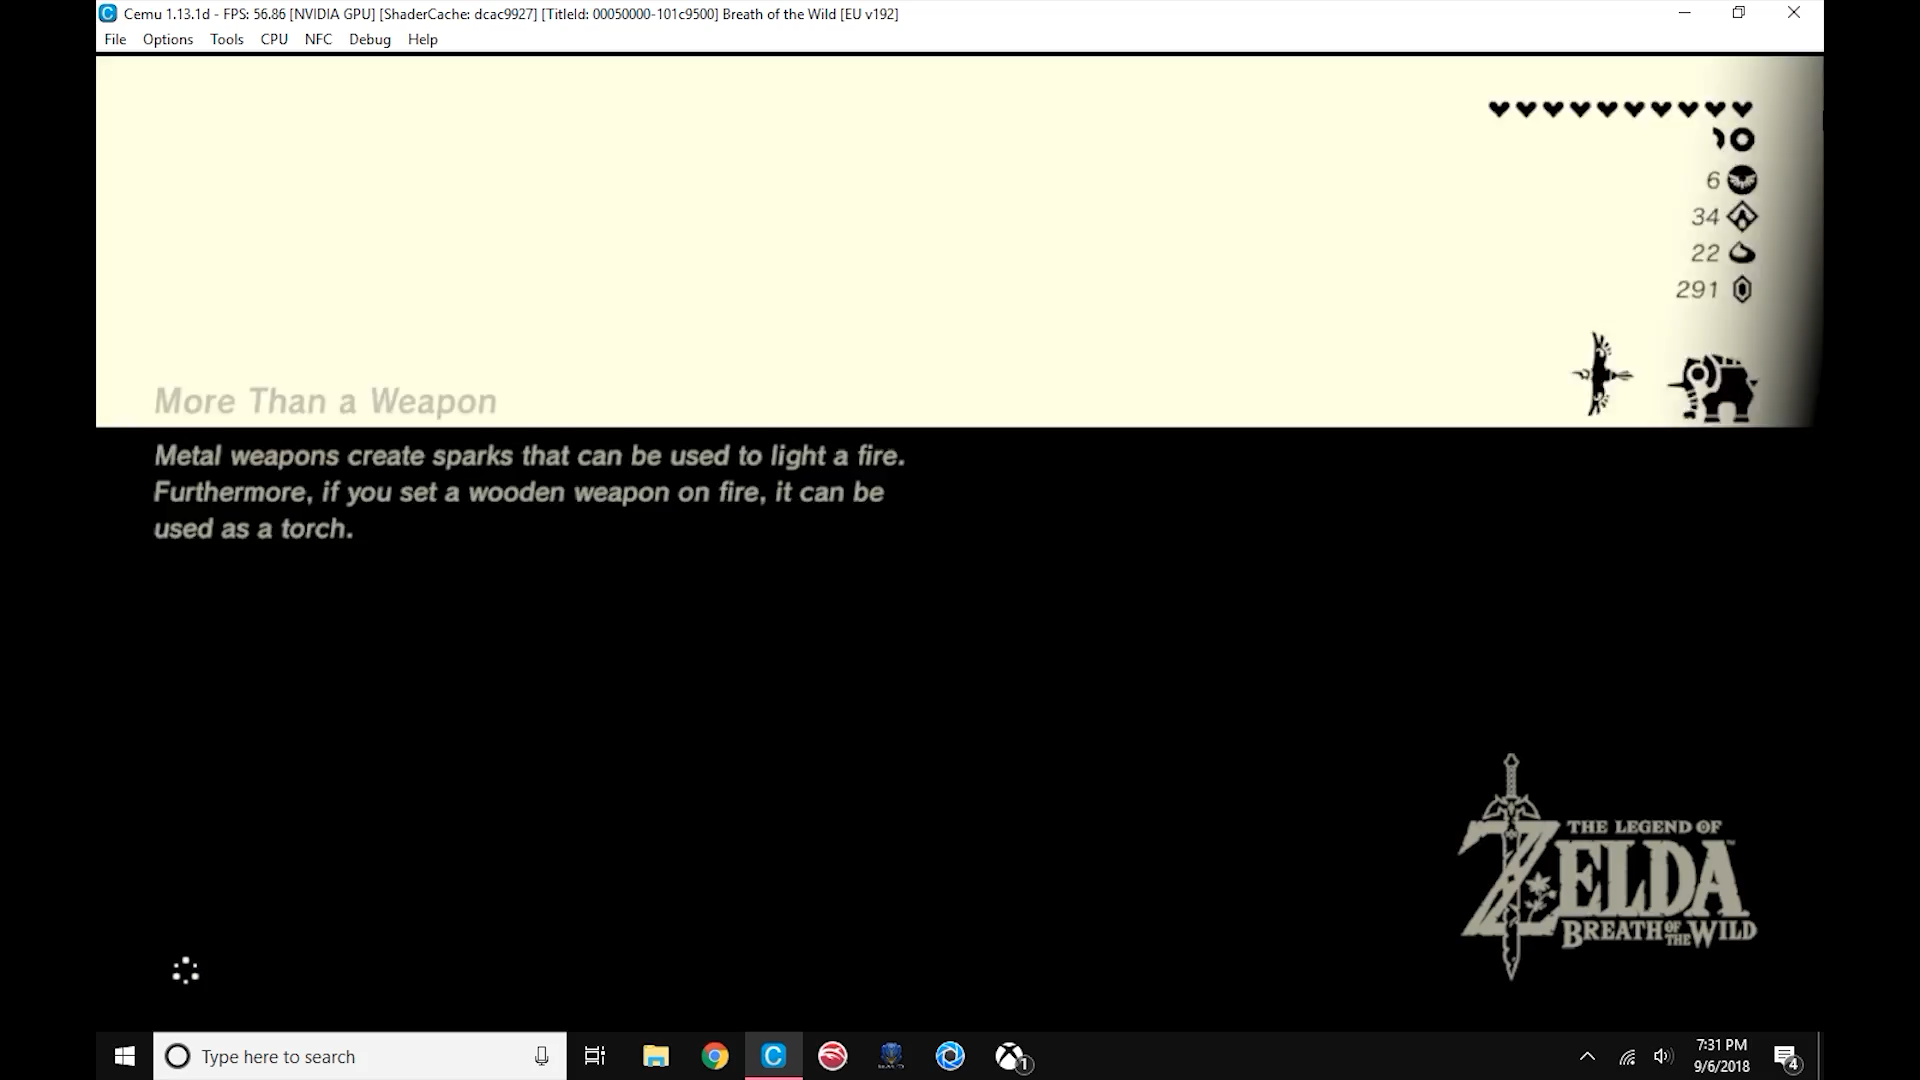 Cemu 1.13.1d - FPS: 56.86 [NVIDIA GPU] [ShaderCache: dcac9927] [TitleId: 00050000-101c9500] Breath of the Wild [EU v192]
File Options Tools CPU NFC Debug Help
6
34
22
291
More Than a Weapon
Metal weapons create sparks that can be used to light a fire.
Furthermore, if you set a wooden weapon on fire, it can be
used as a torch.
THE LEGEND OF
ZELDA
BREATH OF THE WILD
Type here to search
1
7:31 PM
9/6/2018
4